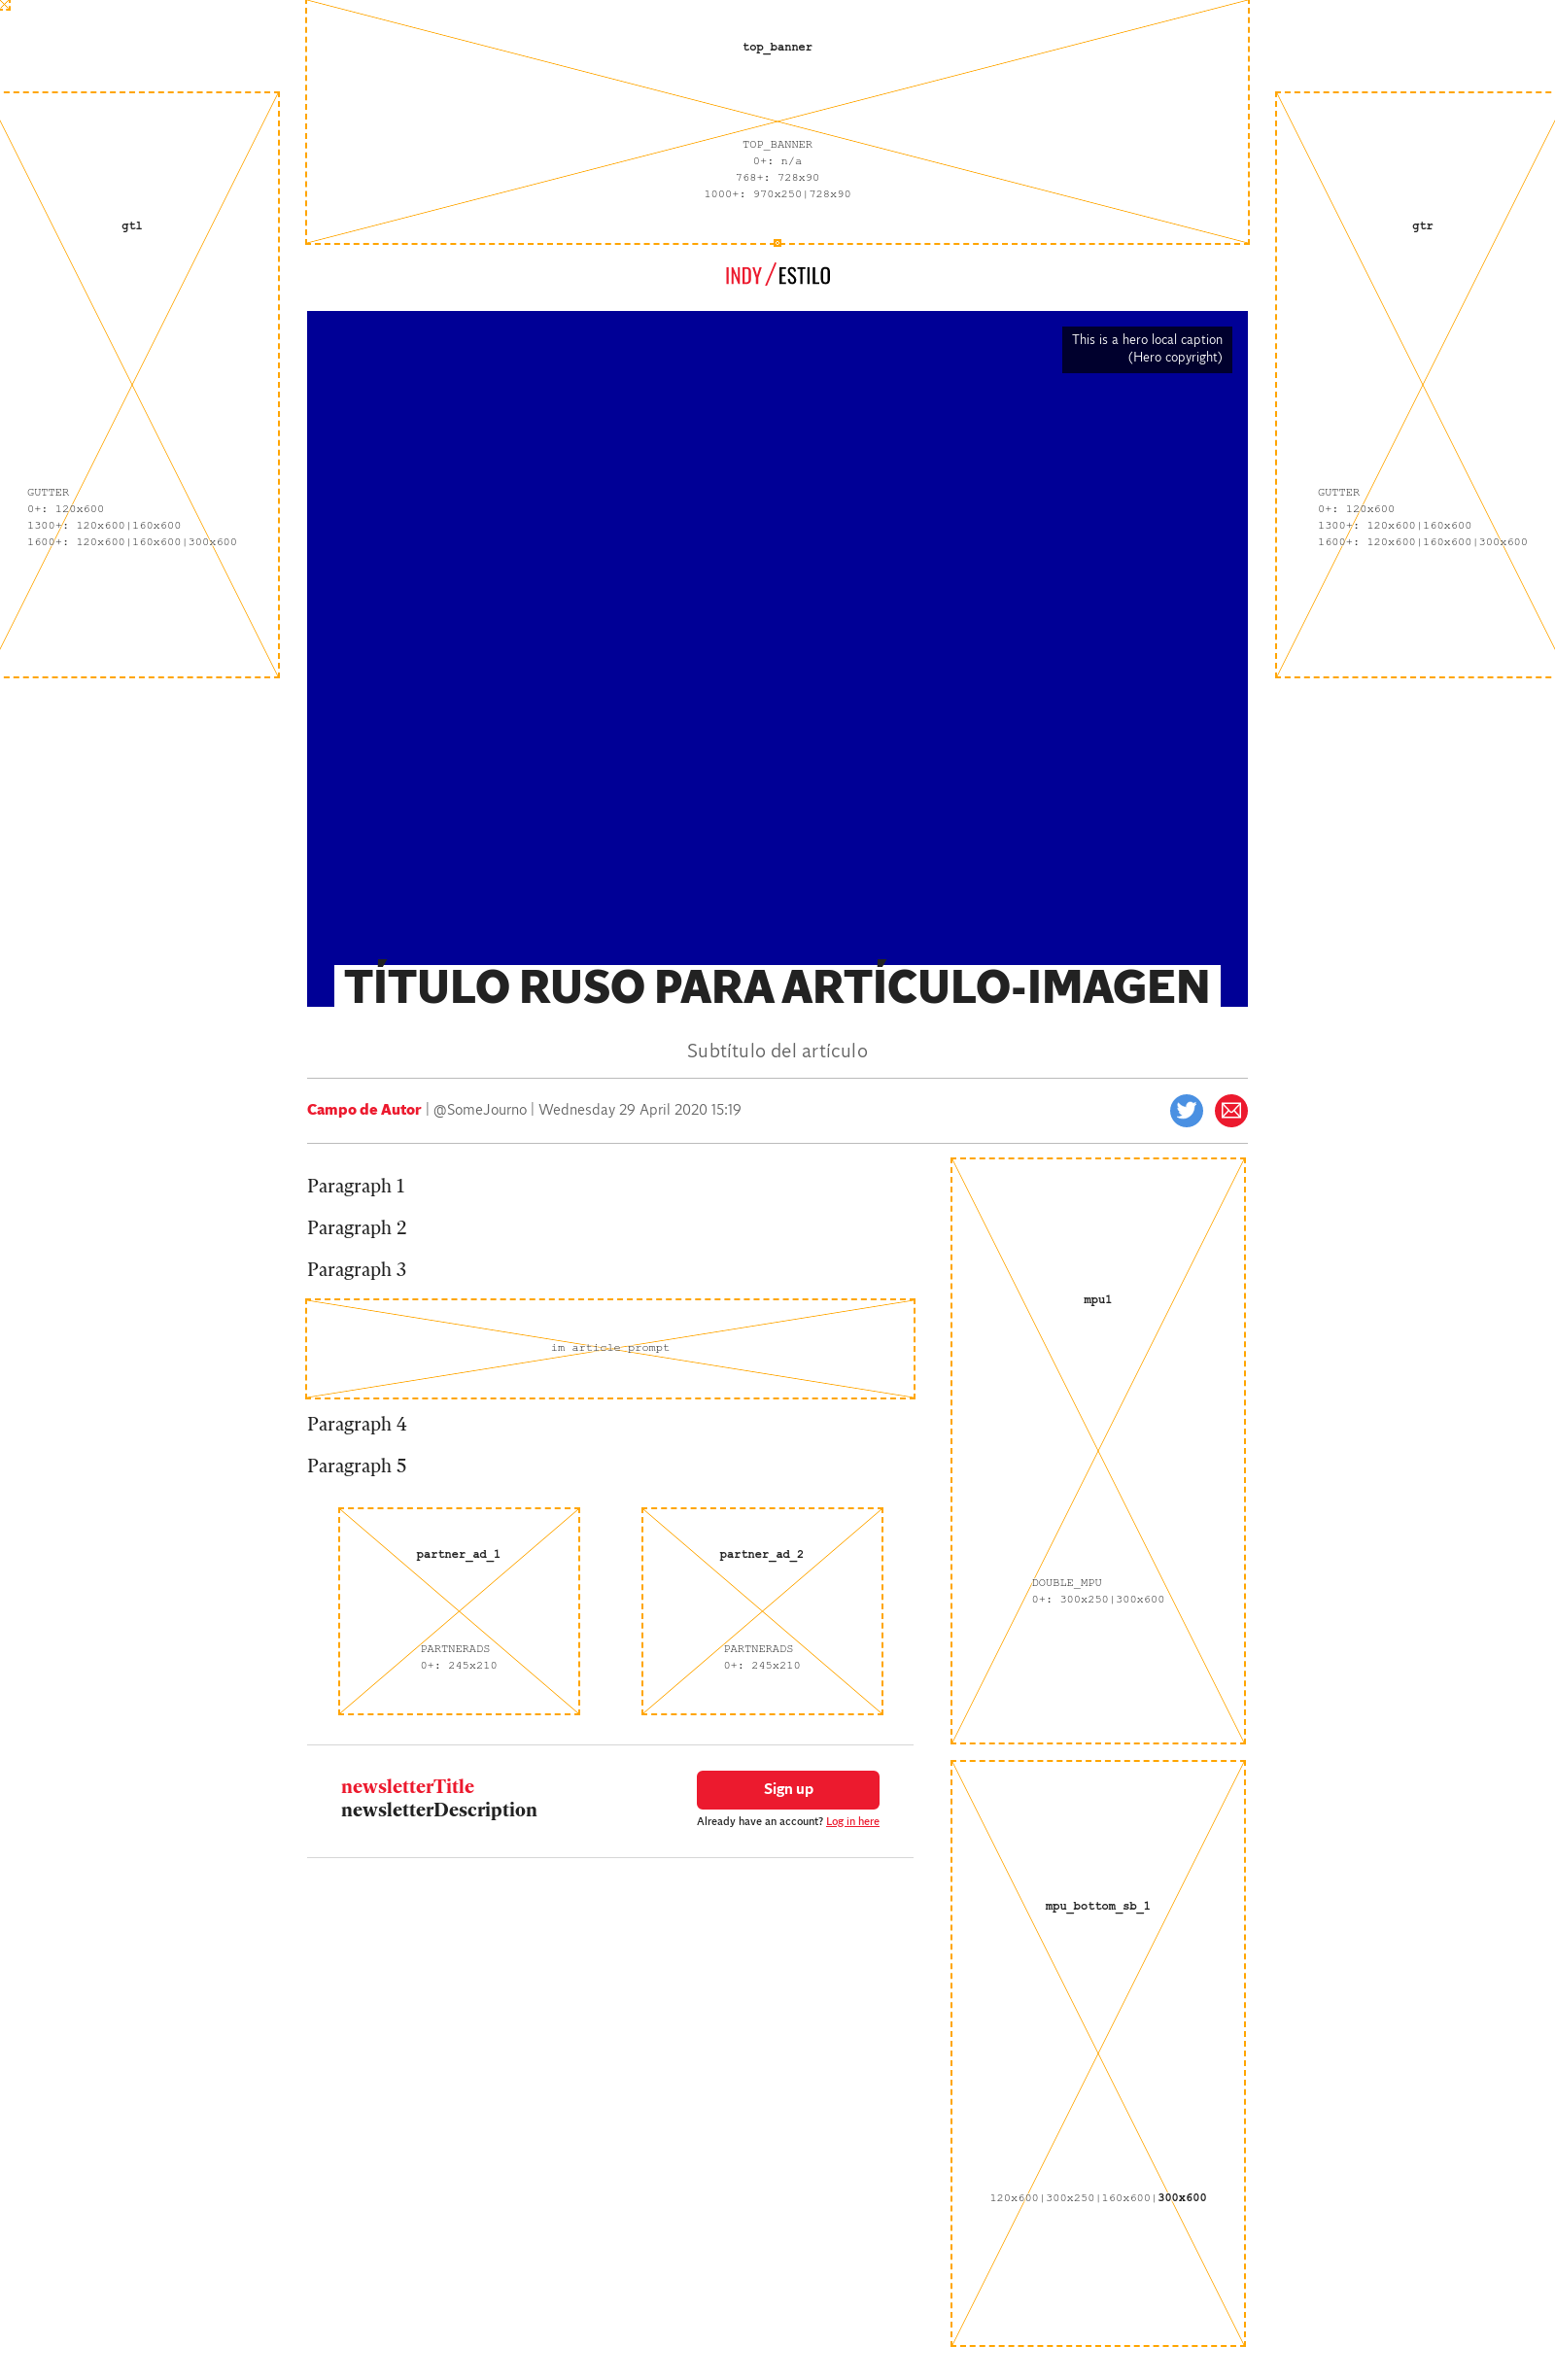 top_banner
TOP_BANNER
0+: n/a
768+: 728x90
1000+: 970x250|728x90
gtl
GUTTER
0+: 120x600
1300+: 120x600|160x600
1600+: 120x600|160x600|300x600
gtr
GUTTER
0+: 120x600
1300+: 120x600|160x600
1600+: 120x600|160x600|300x600
INDY/ESTILO
This is a hero local caption
(Hero copyright)
TÍTULO RUSO PARA ARTÍCULO-IMAGEN
Subtítulo del artículo
Campo de Autor | @SomeJourno | Wednesday 29 April 2020 15:19
Paragraph 1
Paragraph 2
Paragraph 3
im article prompt
Paragraph 4
Paragraph 5
partner_ad_1
PARTNERADS
0+: 245x210
partner_ad_2
PARTNERADS
0+: 245x210
newsletterTitle
newsletterDescription
Sign up
Already have an account? Log in here
mpu1
DOUBLE_MPU
0+: 300x250|300x600
mpu_bottom_sb_1
120x600|300x250|160x600|300x600